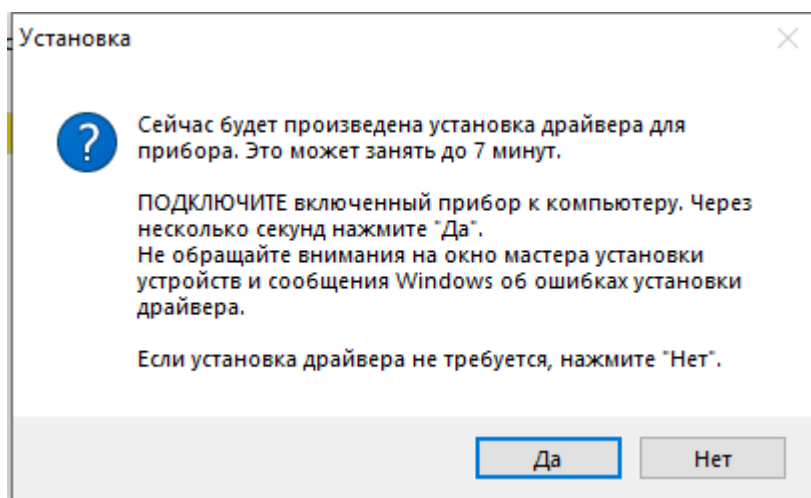 Установка
Сейчас будет произведена установка драйвера для
прибора. Это может занять до 7 минут.
ПОДКЛЮЧИТЕ включенный прибор к компьютеру. Через
несколько секунд нажмите "Да".
Не обращайте внимания на окно мастера установки
устройств и сообщения Windows об ошибках установки
драйвера.
Если установка драйвера не требуется, нажмите "Нет".
Да
Нет